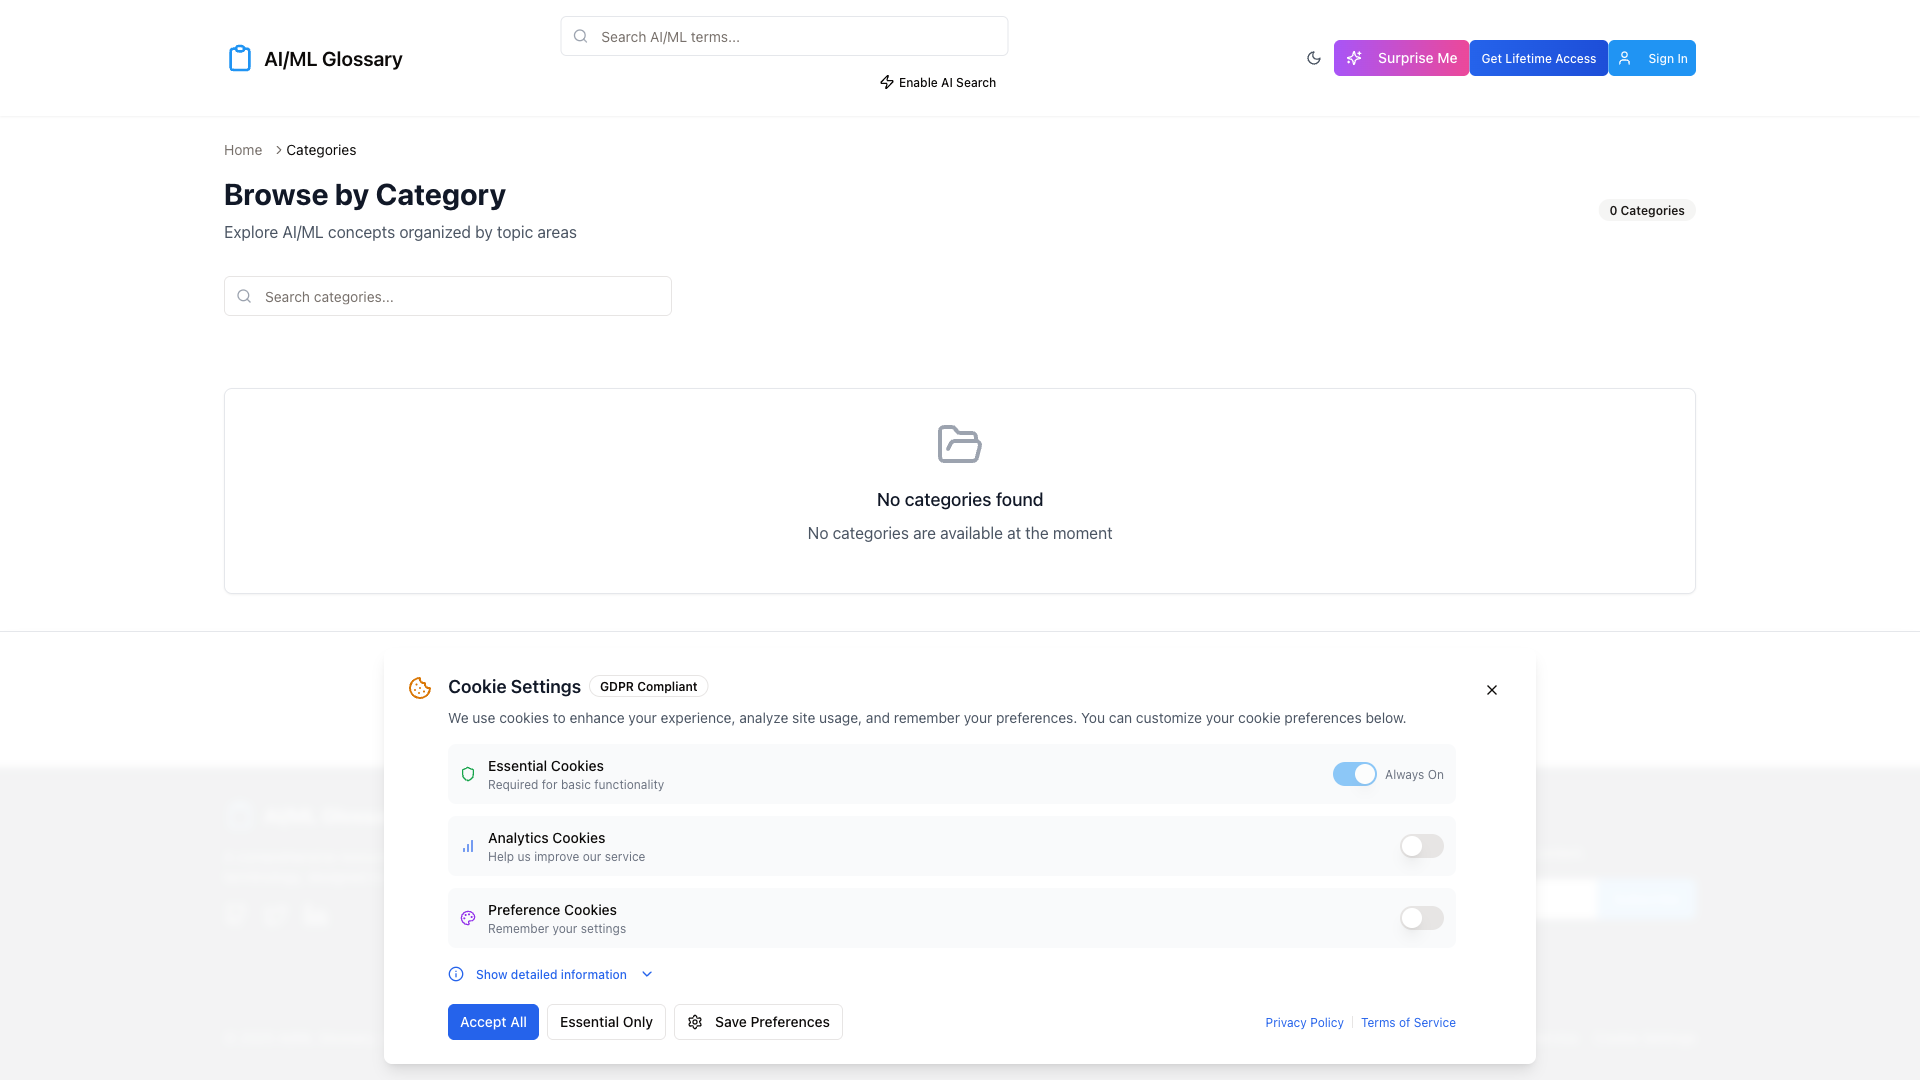 AI/ML Glossary
Search AI/ML terms...
Enable AI Search
Surprise Me
Get Lifetime Access
Sign In
Home
Categories
Browse by Category
Explore AI/ML concepts organized by topic areas
0 Categories
Search categories...
No categories found
No categories are available at the moment
Cookie Settings
GDPR Compliant
We use cookies to enhance your experience, analyze site usage, and remember your preferences. You can customize your cookie preferences below.
Essential Cookies
Required for basic functionality
Always On
Analytics Cookies
Help us improve our service
Preference Cookies
Remember your settings
Show detailed information
Accept All
Essential Only
Save Preferences
Privacy Policy
Terms of Service